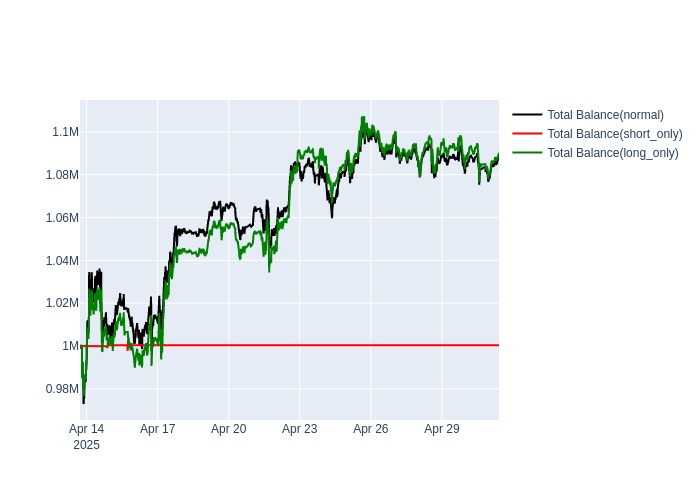 Total Balance(normal)
Total Balance(short_only)
Total Balance(long_only)
1.1M
1.08M
1.06M
1.04M
1.02M
1M
0.98M
Apr 14
2025
Apr 17
Apr 20
Apr 23
Apr 26
Apr 29